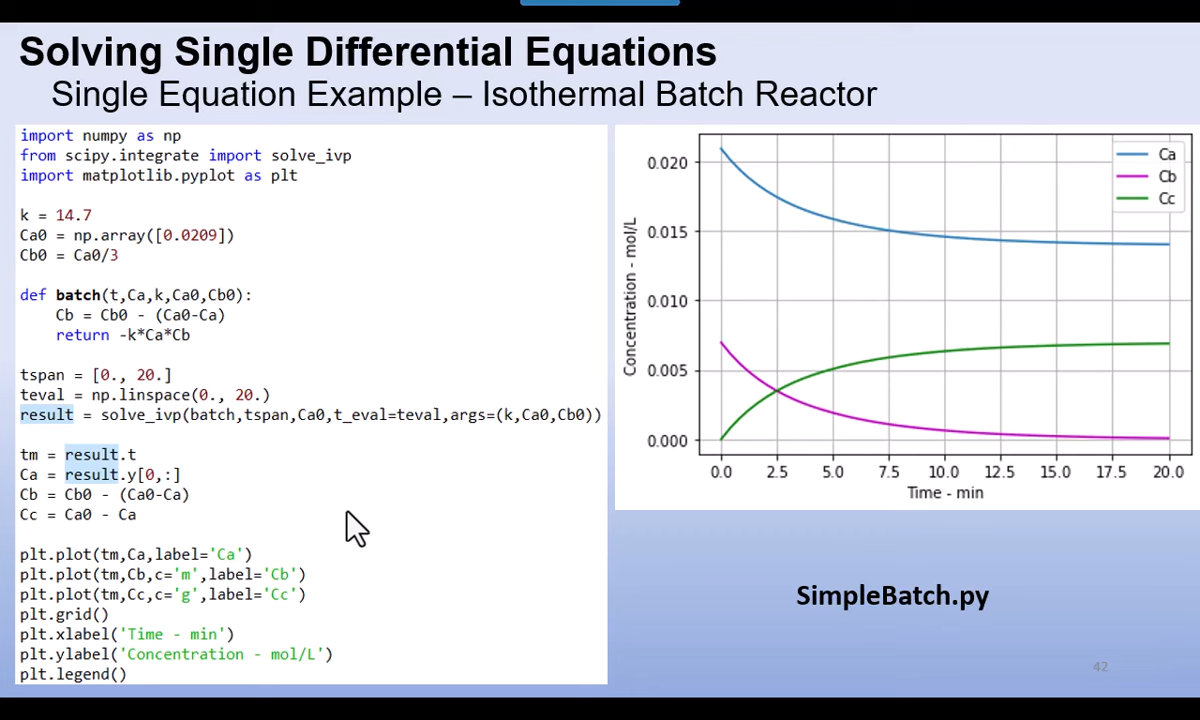 Solving Single Differential Equations
Single Equation Example – Isothermal Batch Reactor
import numpy as np
from scipy.integrate import solve_ivp
import matplotlib.pyplot as plt
k = 14.7
Ca0 = np.array([0.0209])
Cb0 = Ca0/3
def batch(t,Ca,k,Ca0,Cb0):
    Cb = Cb0 - (Ca0-Ca)
    return -k*Ca*Cb
tspan = [0., 20.]
teval = np.linspace(0., 20.)
result = solve_ivp(batch,tspan,Ca0,t_eval=teval,args=(k,Ca0,Cb0))
tm = result.t
Ca = result.y[0,:]
Cb = Cb0 - (Ca0-Ca)
Cc = Ca0 - Ca
plt.plot(tm,Ca,label='Ca')
plt.plot(tm,Cb,c='m',label='Cb')
plt.plot(tm,Cc,c='g',label='Cc')
plt.grid()
plt.xlabel('Time - min')
plt.ylabel('Concentration - mol/L')
plt.legend()
Ca
Cb
Cc
0.020
0.015
0.010
0.005
0.000
Concentration - mol/L
0.0 2.5 5.0 7.5 10.0 12.5 15.0 17.5 20.0
Time - min
SimpleBatch.py
42